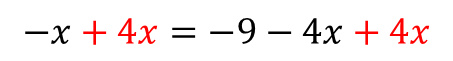 −x + 4x = −9 − 4x + 4x